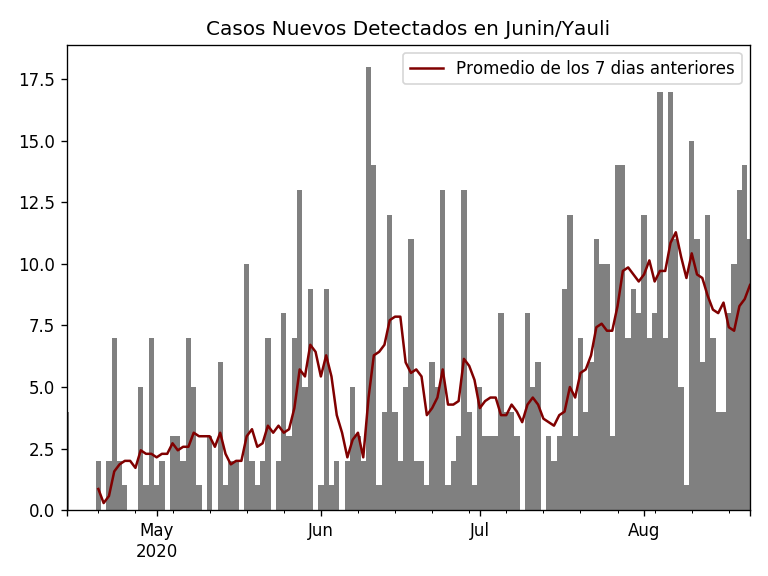 Casos Nuevos Detectados en Junin/Yauli
Promedio de los 7 dias anteriores
17.5
15.0
12.5
10.0
7.5
5.0
2.5
0.0
May
2020
Jun
Jul
Aug